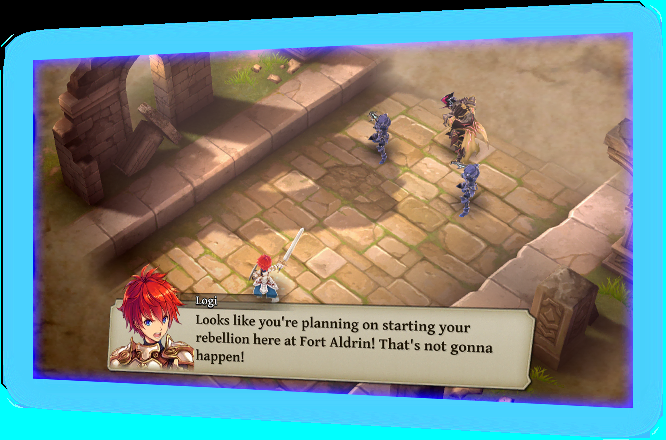 Logi
Looks like you're planning on starting your
rebellion here at Fort Aldrin! That's not gonna
happen!